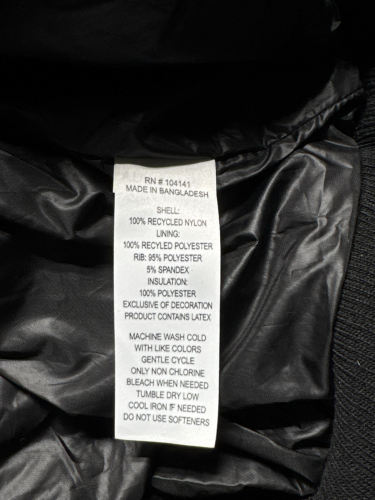 RN # 104141
MADE IN BANGLADESH
SHELL:
100% RECYCLED NYLON
LINING:
100% RECYLED POLYESTER
RIB: 95% POLYESTER
5% SPANDEX
INSULATION:
100% POLYESTER
EXCLUSIVE OF DECORATION
PRODUCT CONTAINS LATEX
MACHINE WASH COLD
WITH LIKE COLORS
GENTLE CYCLE
ONLY NON CHLORINE
BLEACH WHEN NEEDED
TUMBLE DRY LOW
COOL IRON IF NEEDED
DO NOT USE SOFTENERS